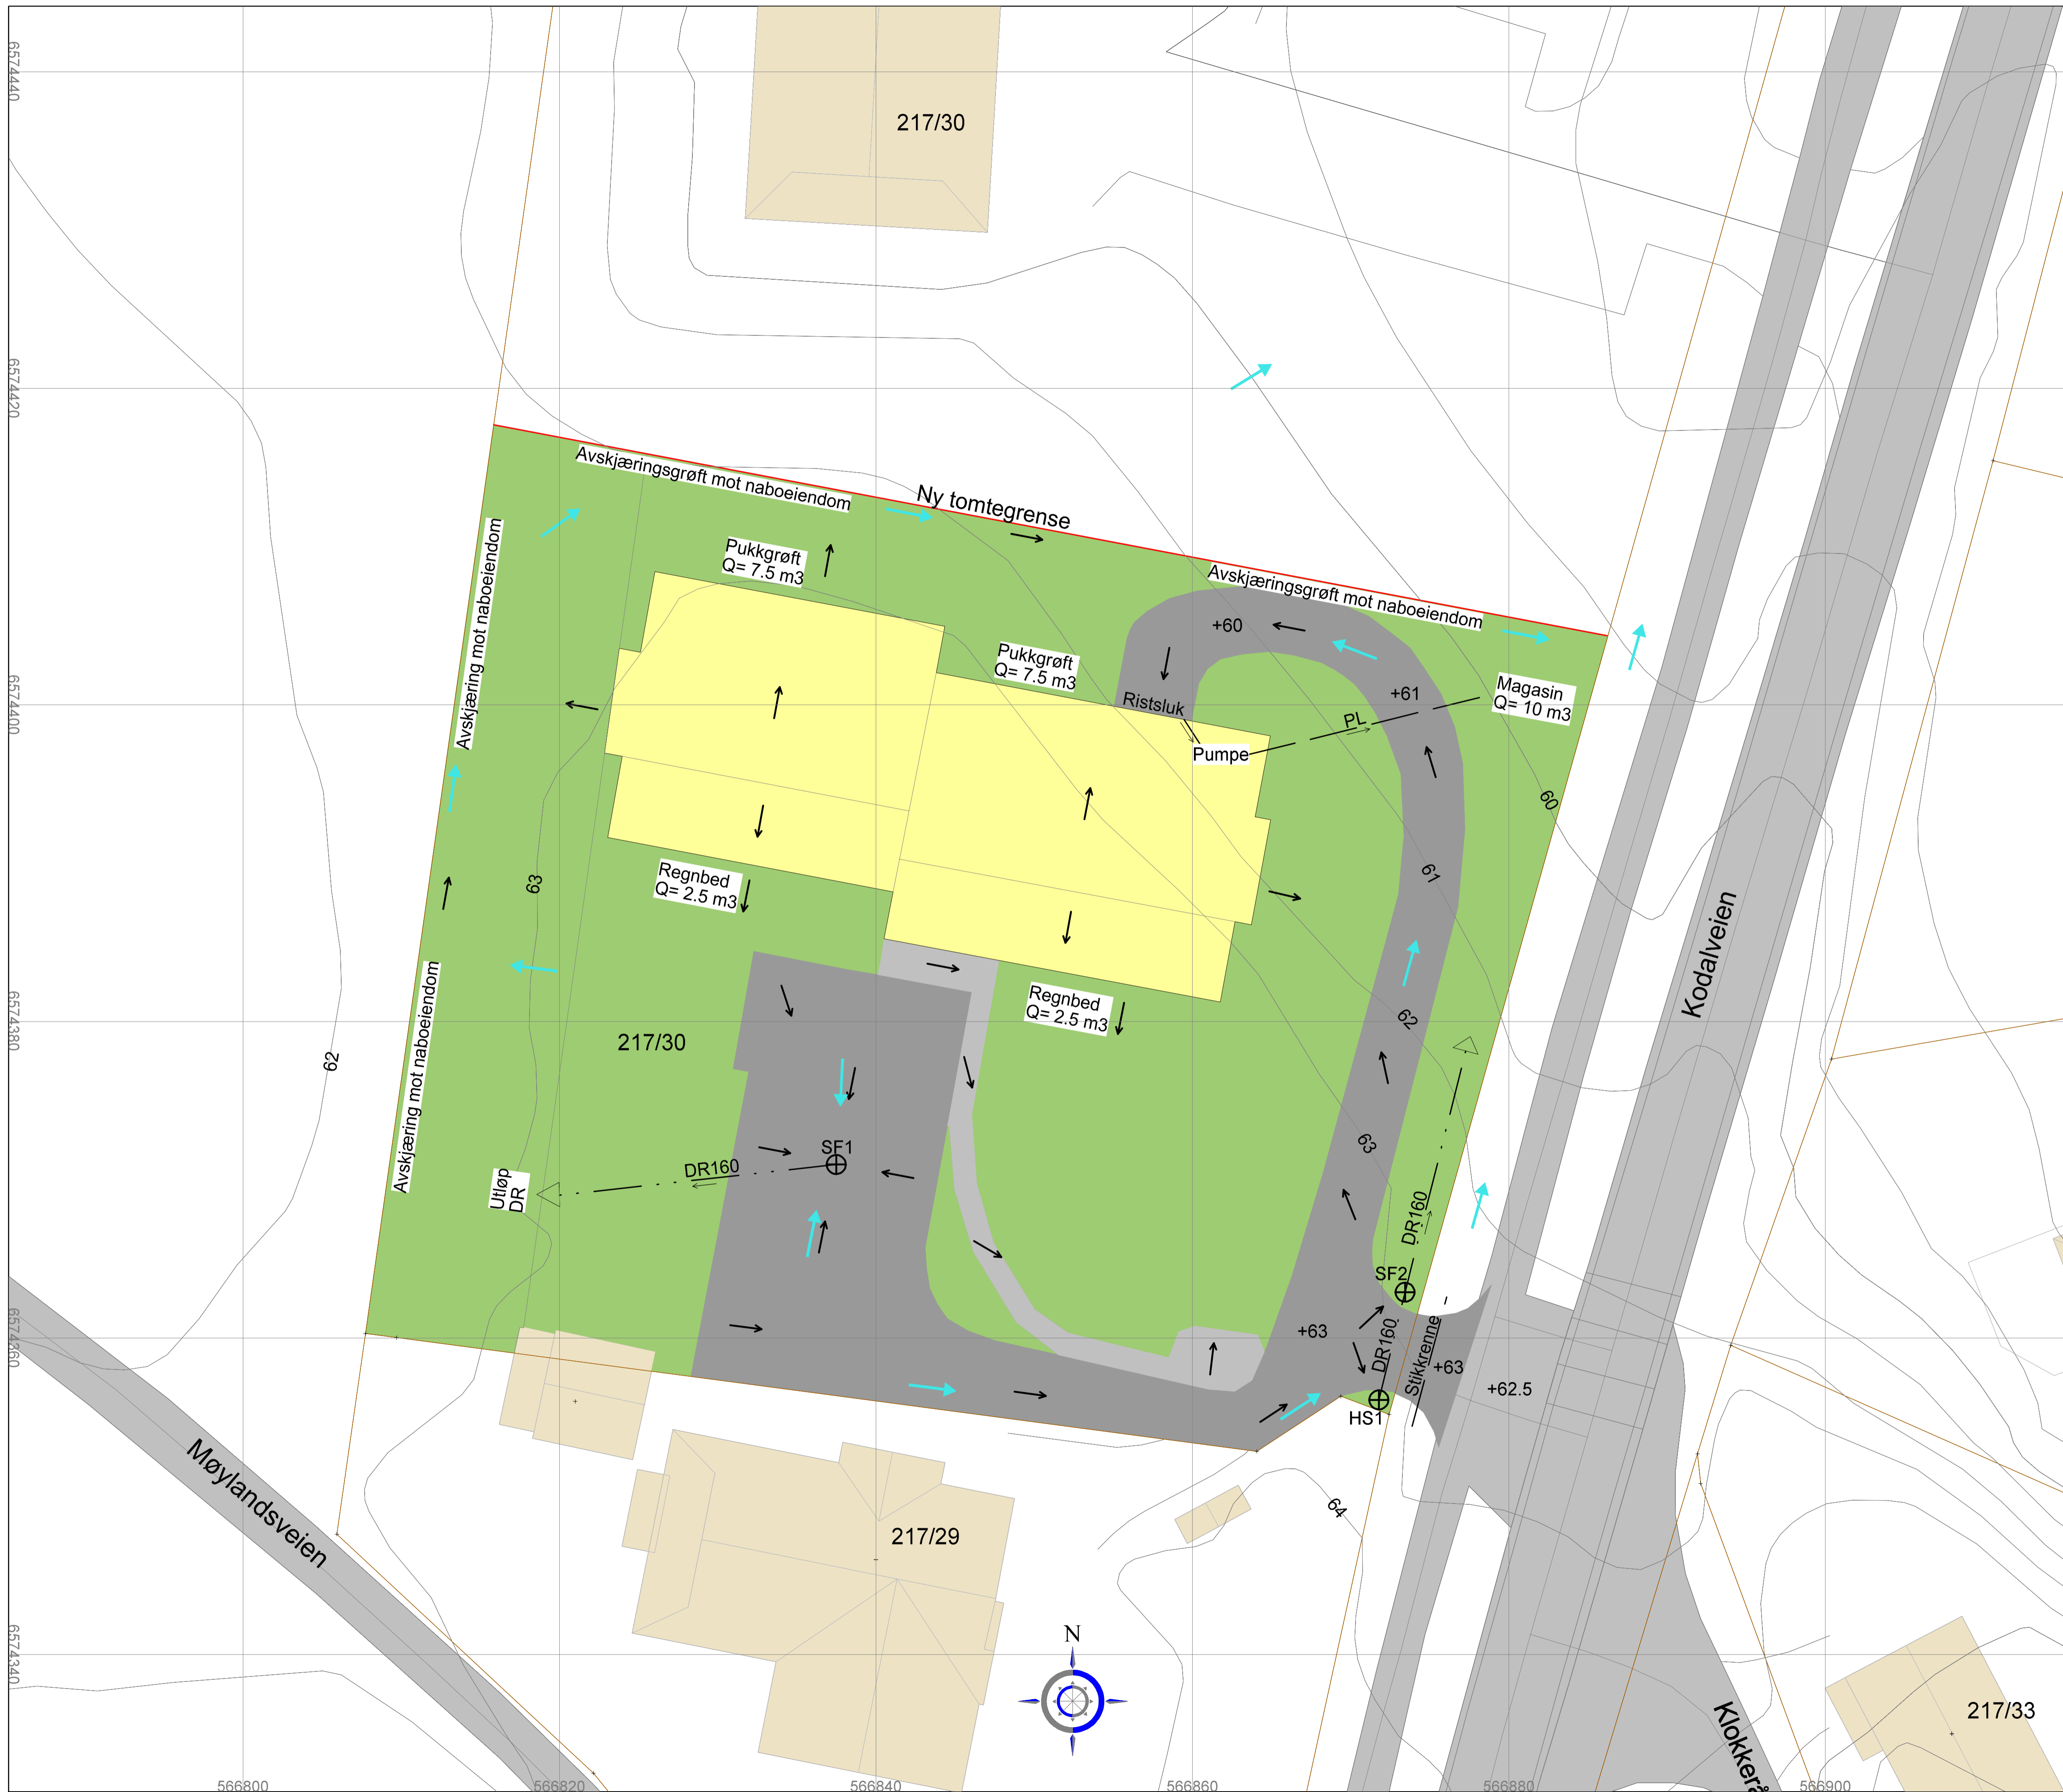 6574440
217/30
6574420
Avskjæringsgrøft mot naboeiendom
Ny tomtegrense
Avskjæring mot naboeiendom
Pukkgrøft
Q= 7.5 m3
Avskjæringsgrøft mot naboeiendom
+60
Pukkgrøft
Q= 7.5 m3
+61
Magasin
Q= 10 m3
6574400
Ristsluk
PL
Pumpe
60
Regnbed
Q= 2.5 m3
63
61
Kodalveien
Avskjæring mot naboeiendom
Regnbed
Q= 2.5 m3
62
6574380
217/30
62
SF1
63
DR160
Utløp
DR
DR160
SF2
6574360
+63
DR160
Stikkrenne
+63
+62.5
HS1
Møylandsveien
64
217/29
N
6574340
217/33
Klokkerå
566800
566820
566840
566860
566880
566900